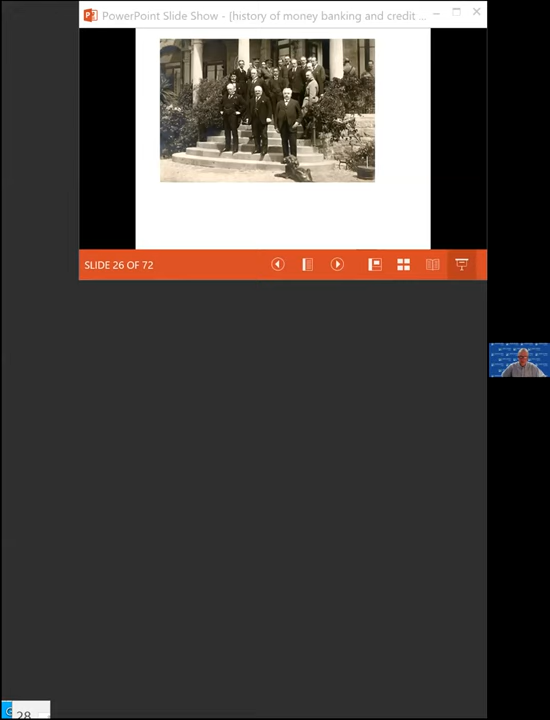 PowerPoint Slide Show - [history of money banking and credit ...
SLIDE 26 OF 72
28